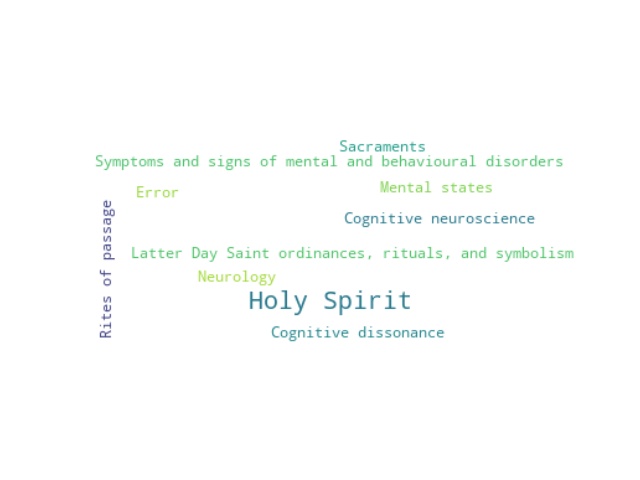 Sacraments
Symptoms and signs of mental and behavioural disorders
Mental states
Error
Rites of passage
Cognitive neuroscience
Latter Day Saint ordinances, rituals, and symbolism
Neurology
Holy Spirit
Cognitive dissonance